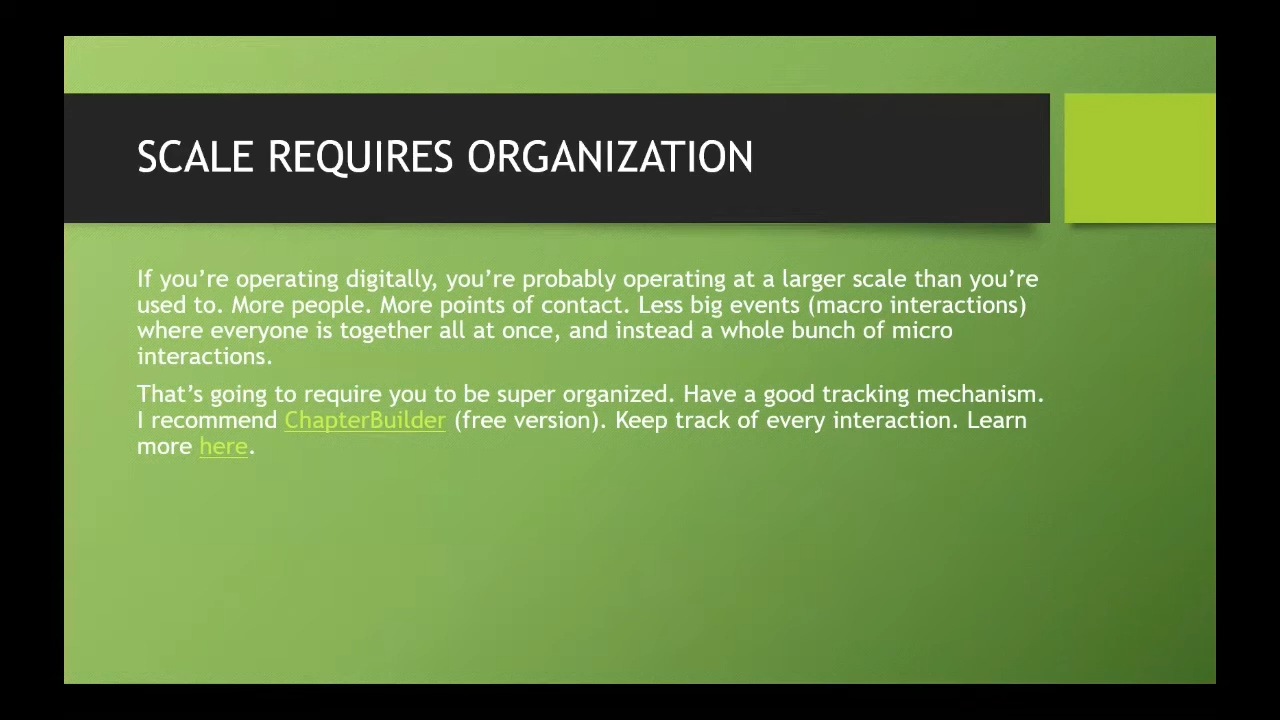 SCALE REQUIRES ORGANIZATION
If you’re operating digitally, you’re probably operating at a larger scale than you’re
used to. More people. More points of contact. Less big events (macro interactions)
where everyone is together all at once, and instead a whole bunch of micro
interactions.
That’s going to require you to be super organized. Have a good tracking mechanism.
I recommend ChapterBuilder (free version). Keep track of every interaction. Learn
more here.